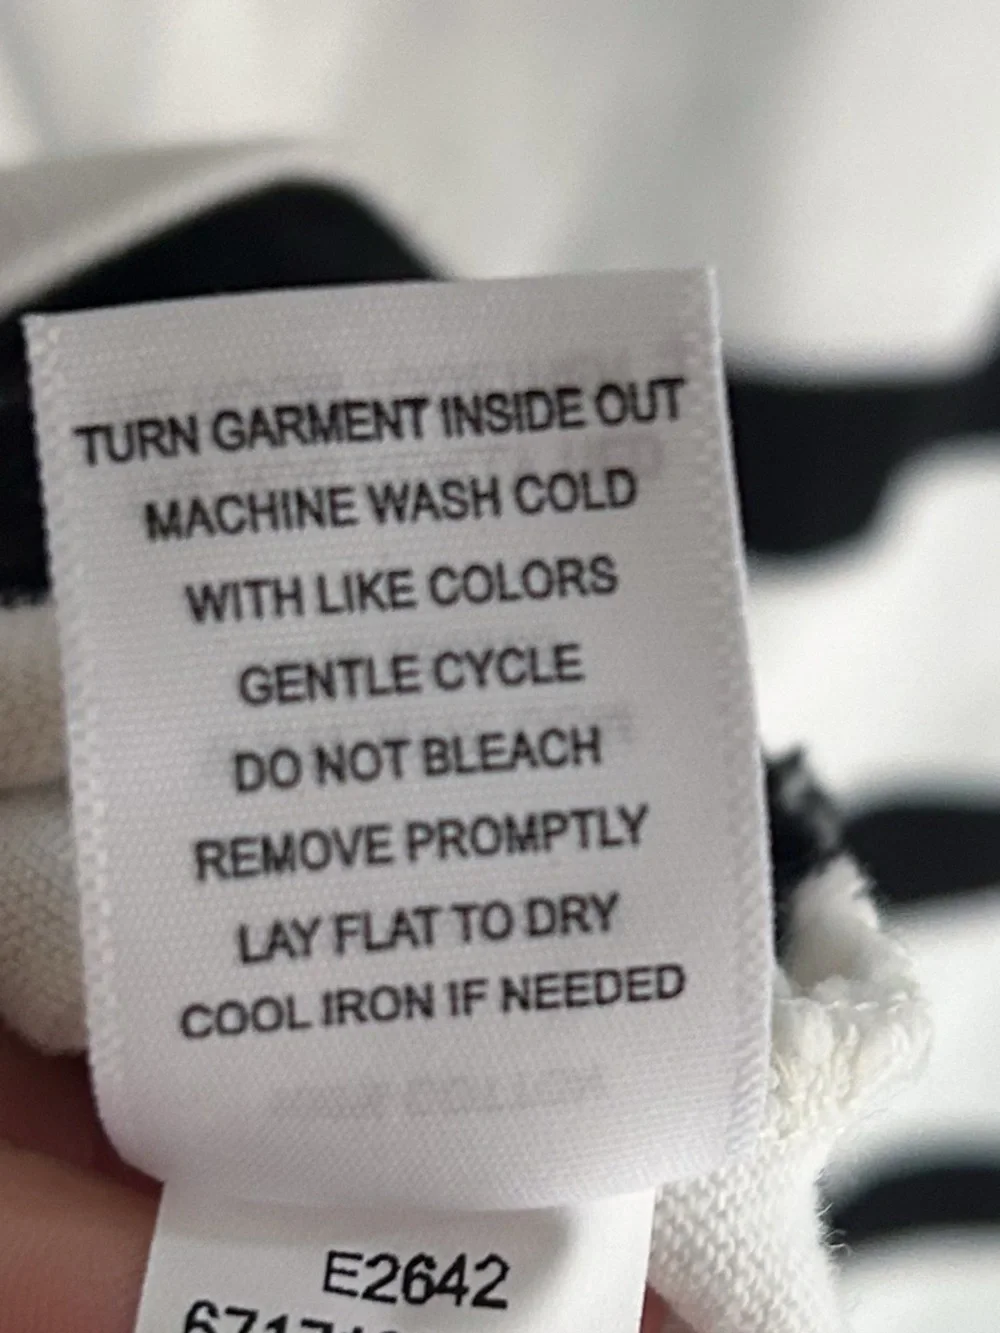 TURN GARMENT INSIDE OUT
MACHINE WASH COLD
WITH LIKE COLORS
GENTLE CYCLE
DO NOT BLEACH
REMOVE PROMPTLY
LAY FLAT TO DRY
COOL IRON IF NEEDED
E2642